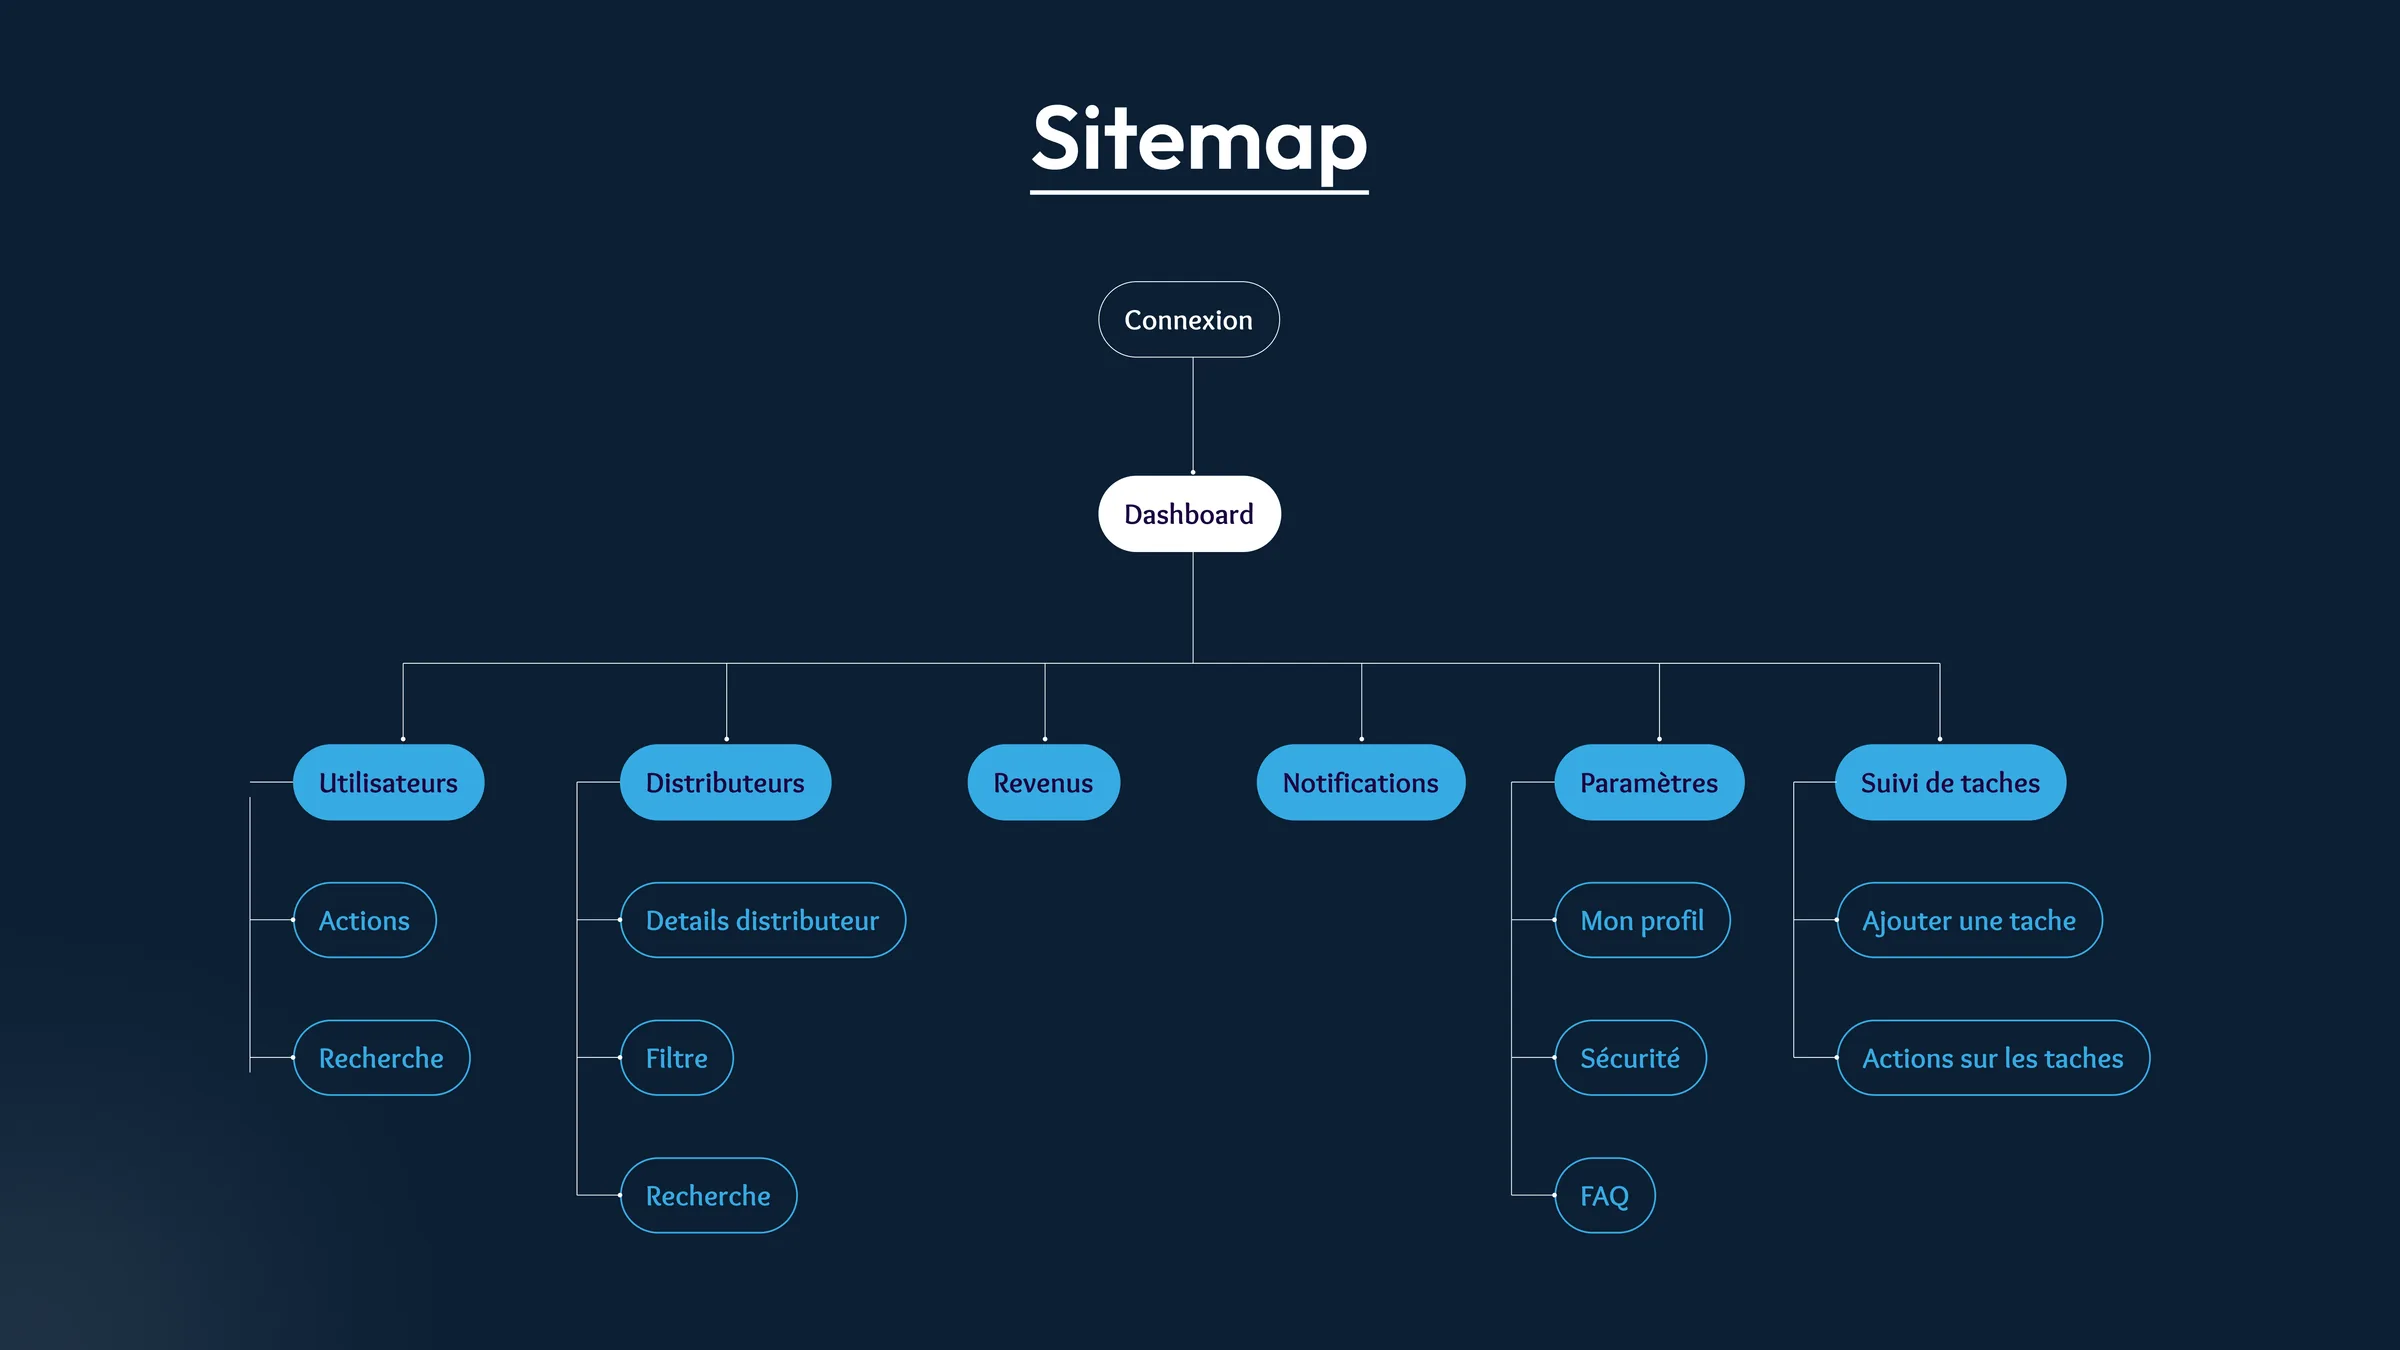 Sitemap
Connexion
Dashboard
Utilisateurs
Distributeurs
Revenus
Notifications
Paramètres
Suivi de taches
Actions
Details distributeur
Mon profil
Ajouter une tache
Recherche
Filtre
Sécurité
Actions sur les taches
Recherche
FAQ